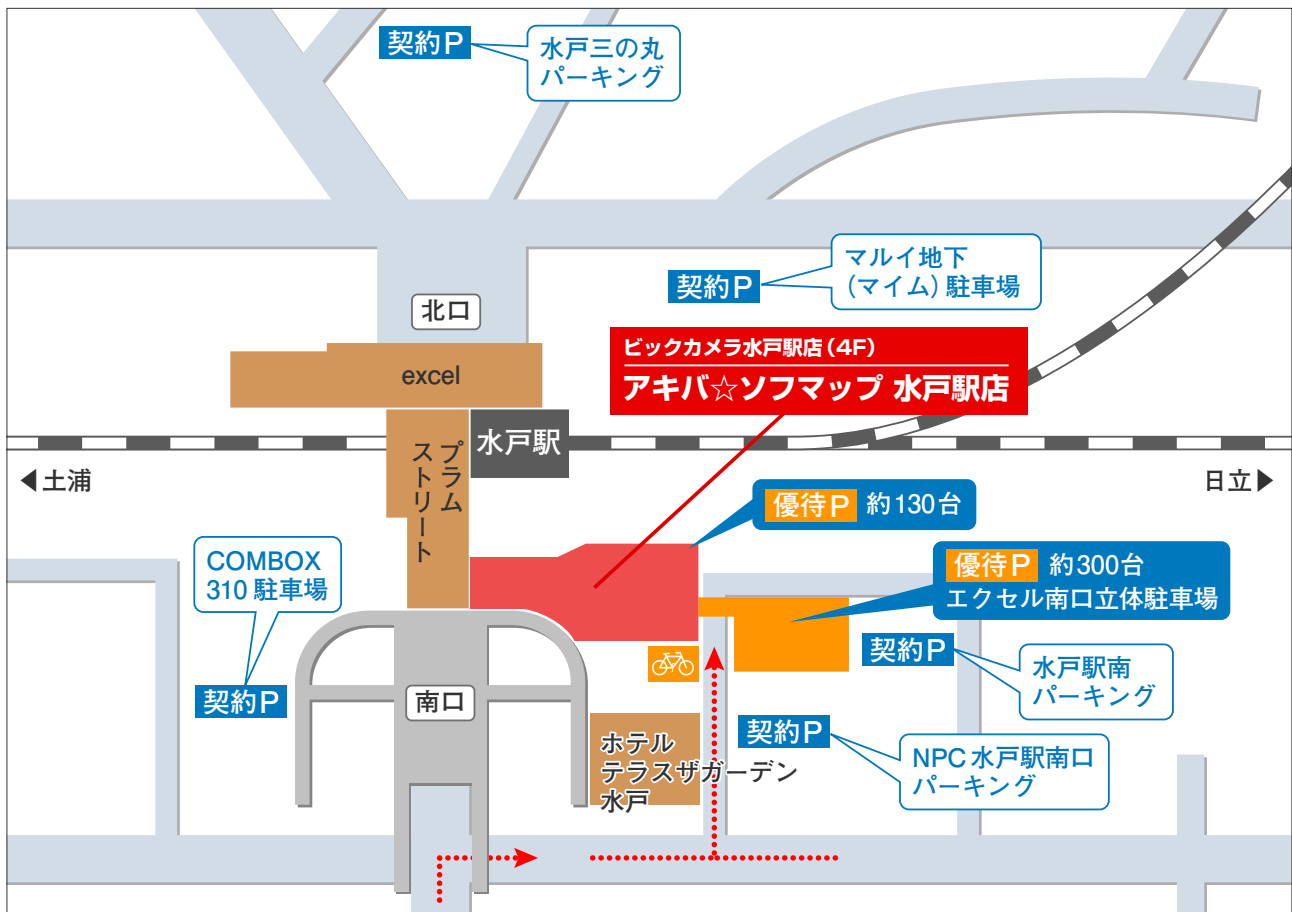 契約P
水戸三の丸
パーキング
契約P
マルイ地下
(マイム)駐車場
北口
ビックカメラ水戸駅店(4F)
アキバ☆ソフマップ 水戸駅店
excel
水戸駅
プラム
ストリート
◀土浦
日立▶
優待P 約130台
COMBOX
310 駐車場
優待P 約300台
エクセル南口立体駐車場
契約P
水戸駅南
パーキング
契約P
南口
契約P
NPC水戸駅南口
パーキング
ホテル
テラスザガーデン
水戸